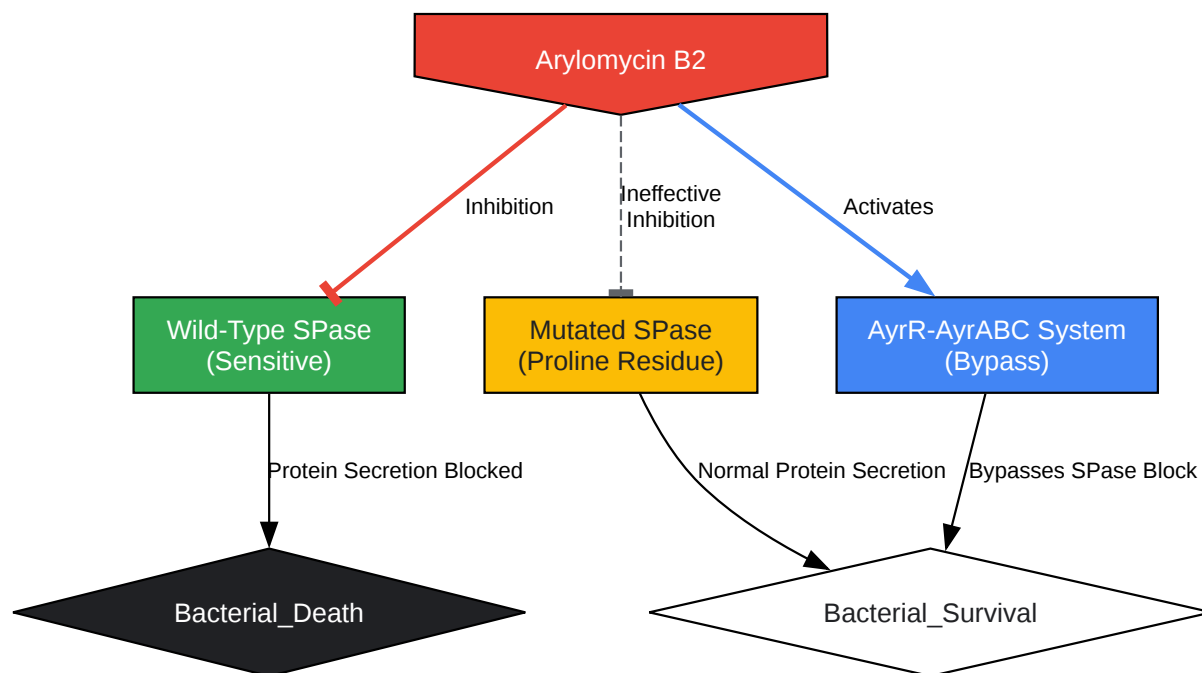 Arylomycin B2
Inhibition
Ineffective
Inhibition
Activates
Wild-Type SPase
(Sensitive)
Mutated SPase
(Proline Residue)
AyrR-AyrABC System
(Bypass)
Protein Secretion Blocked
Normal Protein Secretion
Bypasses SPase Block
Bacterial_Death
Bacterial_Survival